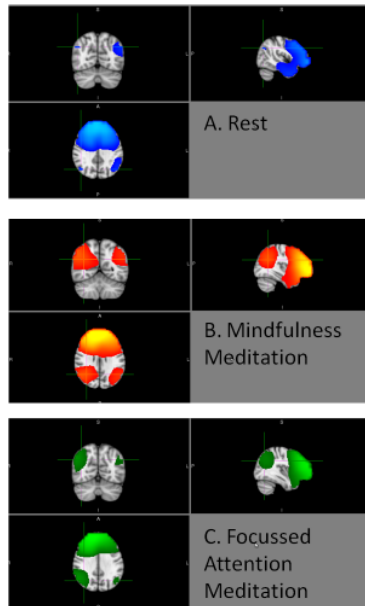 A. Rest
B. Mindfulness
Meditation
C. Focussed
Attention
Meditation